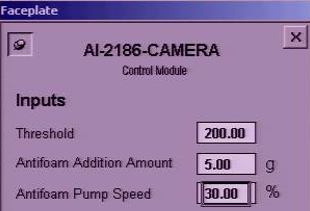 Faceplate
AI-2186-CAMERA
Control Module
Inputs
Threshold 200.00
Antifoam Addition Amount 5.00 g
Antifoam Pump Speed 30.00 %